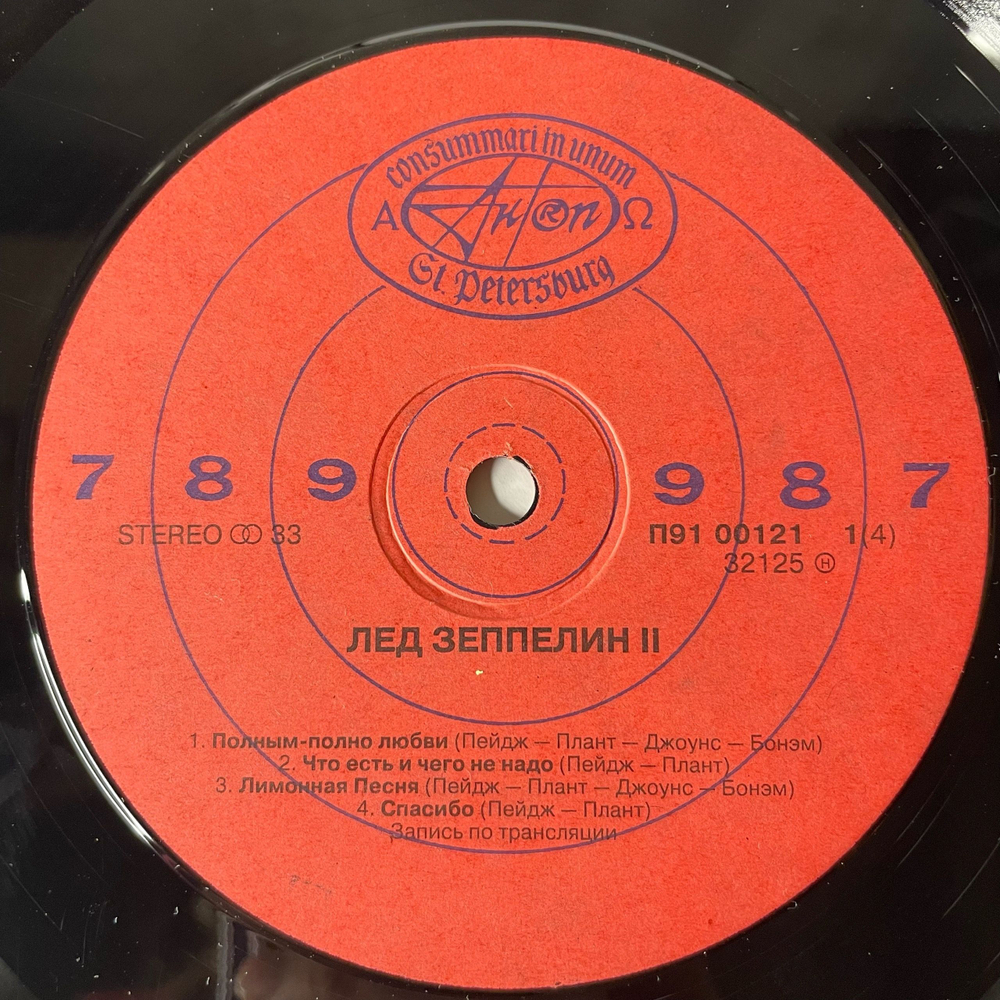 consummari in unum
Α АнтRоп Ω
St. Petersburg
7 8 9 9 8 7
STEREO 33 П91 00121 1(4)
32125 Ⓗ
ЛЕД ЗЕППЕЛИН II
1. Полным-полно любви (Пейдж — Плант — Джоунс — Бонэм)
2. Что есть и чего не надо (Пейдж — Плант)
3. Лимонная Песня (Пейдж — Плант — Джоунс — Бонэм)
4. Спасибо (Пейдж — Плант)
Запись по трансляции